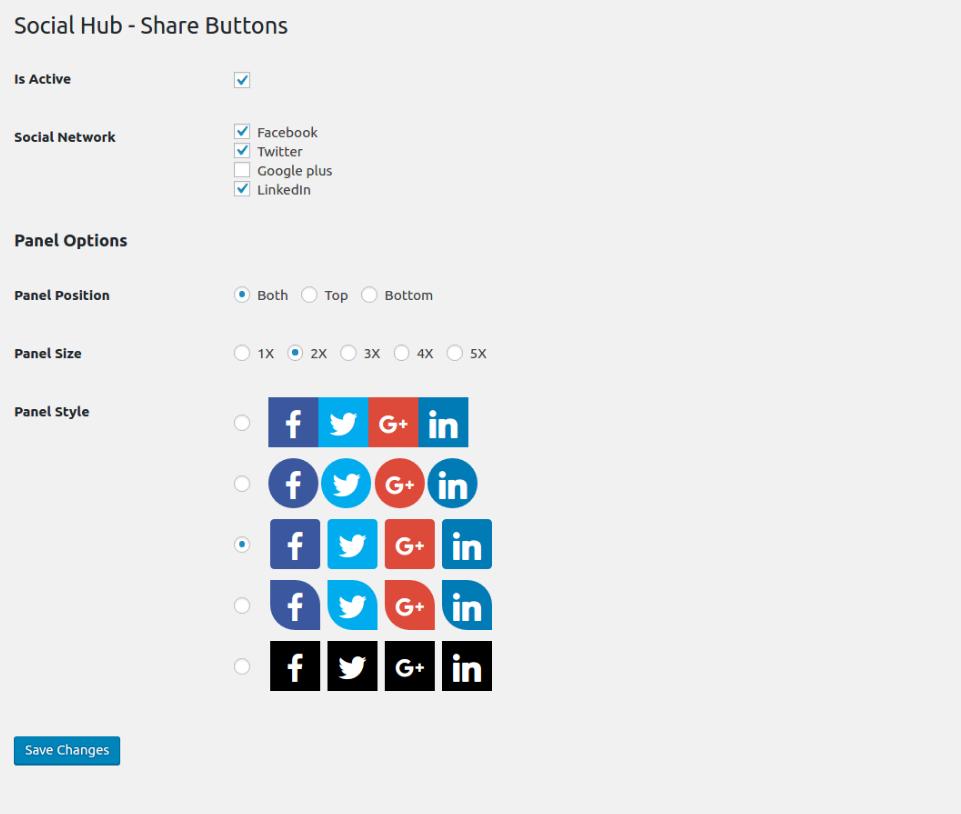 Social Hub - Share Buttons
Is Active
Social Network
Facebook
Twitter
Google plus
LinkedIn
Panel Options
Panel Position Both Top Bottom
Panel Size 1X 2X 3X 4X 5X
Panel Style
f G+ in
f G+ in
f G+ in
f G+ in
f G+ in
Save Changes